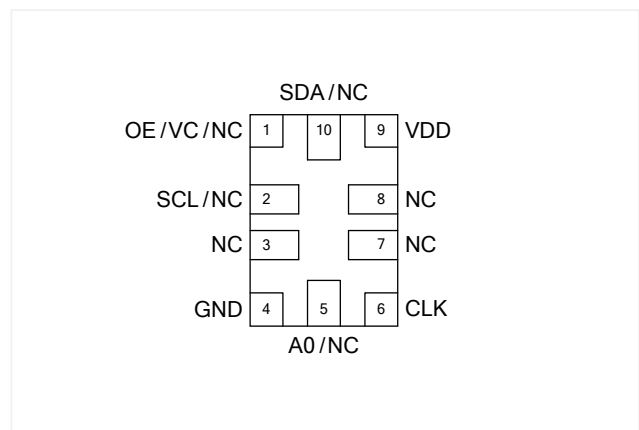 SDA/NC
OE/VC/NC 1 10 9 VDD
SCL/NC 2 8 NC
NC 3 7 NC
GND 4 5 6 CLK
A0/NC